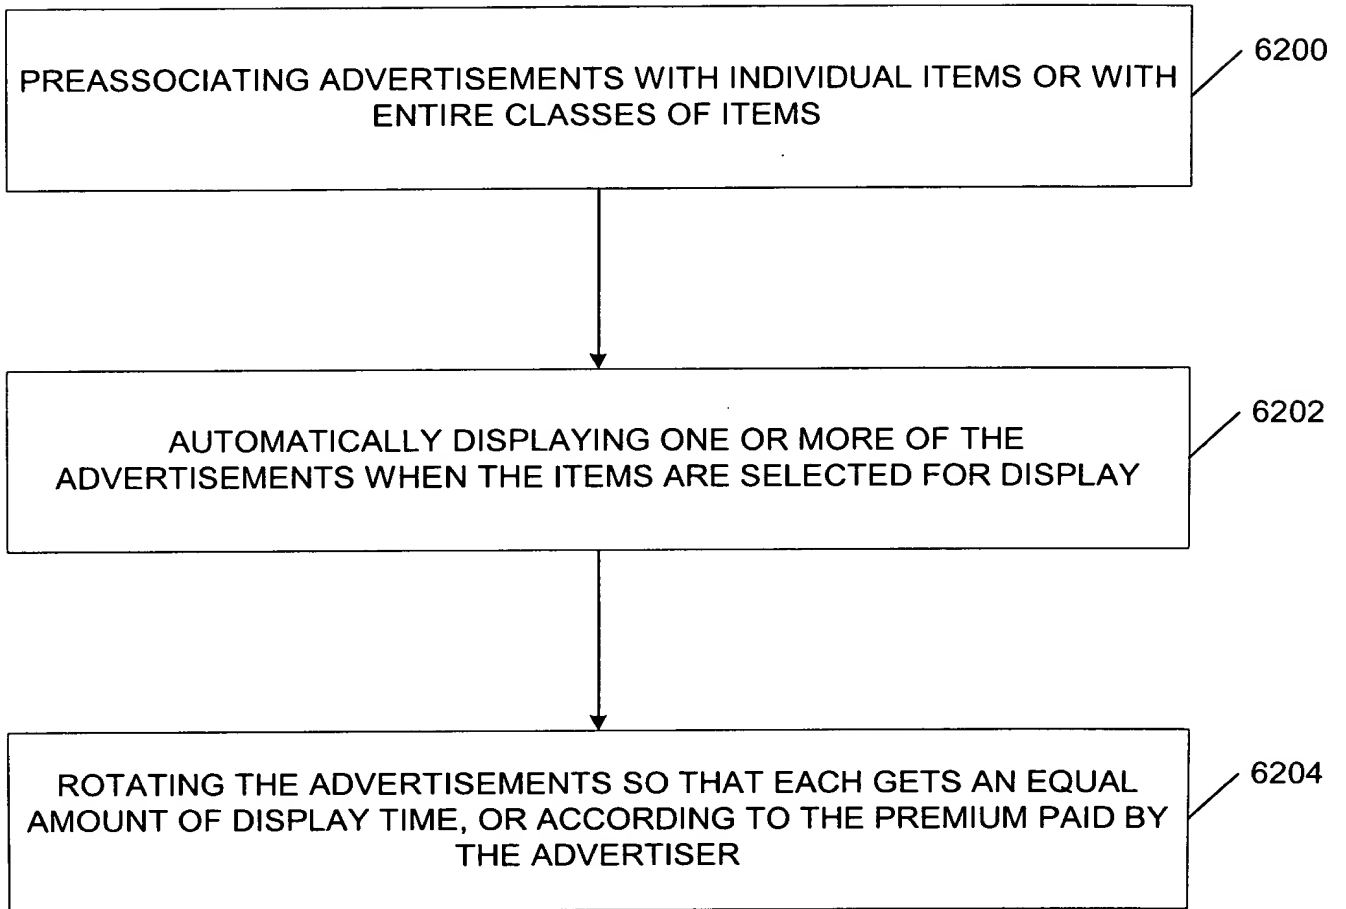 PREASSOCIATING ADVERTISEMENTS WITH INDIVIDUAL ITEMS OR WITH
ENTIRE CLASSES OF ITEMS
6200
AUTOMATICALLY DISPLAYING ONE OR MORE OF THE
ADVERTISEMENTS WHEN THE ITEMS ARE SELECTED FOR DISPLAY
6202
ROTATING THE ADVERTISEMENTS SO THAT EACH GETS AN EQUAL
AMOUNT OF DISPLAY TIME, OR ACCORDING TO THE PREMIUM PAID BY
THE ADVERTISER
6204